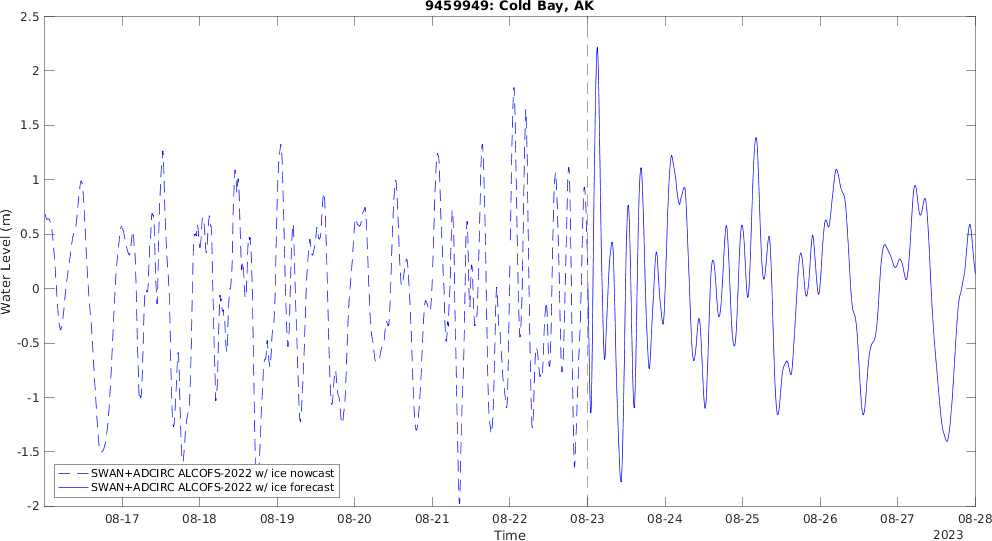 9459949: Cold Bay, AK
Water Level (m)
2.5
2
1.5
1
0.5
0
-0.5
-1
-1.5
-2
SWAN+ADCIRC ALCOFS-2022 w/ ice nowcast
SWAN+ADCIRC ALCOFS-2022 w/ ice forecast
08-17 08-18 08-19 08-20 08-21 08-22 08-23 08-24 08-25 08-26 08-27 08-28
Time
2023